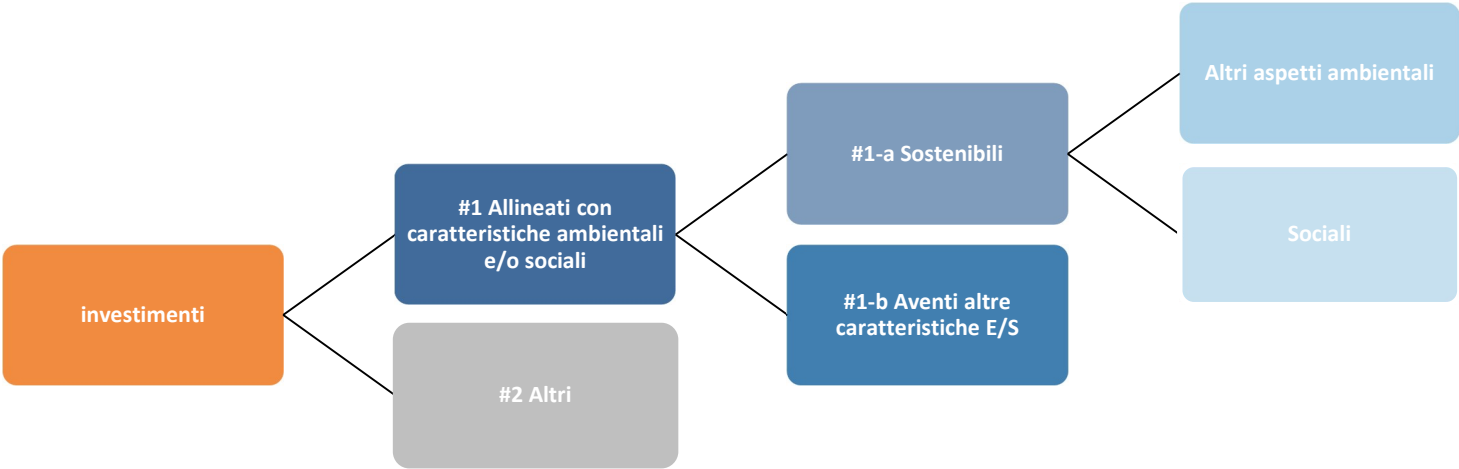 investimenti
#1 Allineati con
caratteristiche ambientali
e/o sociali
#2 Altri
#1-a Sostenibili
#1-b Aventi altre
caratteristiche E/S
Altri aspetti ambientali
Sociali